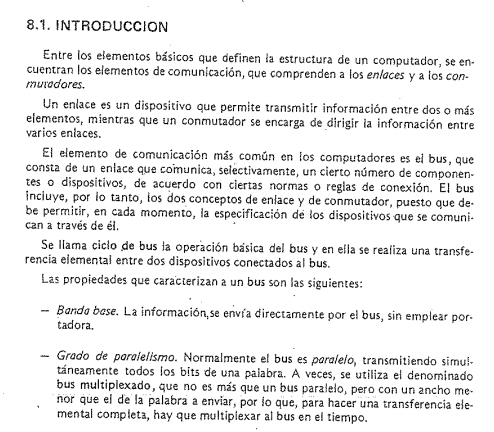 8.1. INTRODUCCION
Entre los elementos básicos que definen la estructura de un computador, se en-
cuentran los elementos de comunicación, que comprenden a los enlaces y a los con-
mutadores.
Un enlace es un dispositivo que permite transmitir información entre dos o más
elementos, mientras que un conmutador se encarga de dirigir la información entre
varios enlaces.
El elemento de comunicación más común en los computadores es el bus, que
consta de un enlace que comunica, selectivamente, un cierto número de componen-
tes o dispositivos, de acuerdo con ciertas normas o reglas de conexión. El bus
incluye, por lo tanto, los dos conceptos de enlace y de conmutador, puesto que de-
be permitir, en cada momento, la especificación de los dispositivos que se comuni-
can a través de él.
Se llama ciclo de bus la operación básica del bus y en ella se realiza una transfe-
rencia elemental entre dos dispositivos conectados al bus.
Las propiedades que caracterizan a un bus son las siguientes:
— Banda base. La información se envía directamente por el bus, sin emplear por-
tadora.
— Grado de paralelismo. Normalmente el bus es paralelo, transmitiendo simul-
táneamente todos los bits de una palabra. A veces, se utiliza el denominado
bus multiplexado, que no es más que un bus paralelo, pero con un ancho me-
nor que el de la palabra a enviar, por lo que, para hacer una transferencia ele-
mental completa, hay que multiplexar al bus en el tiempo.